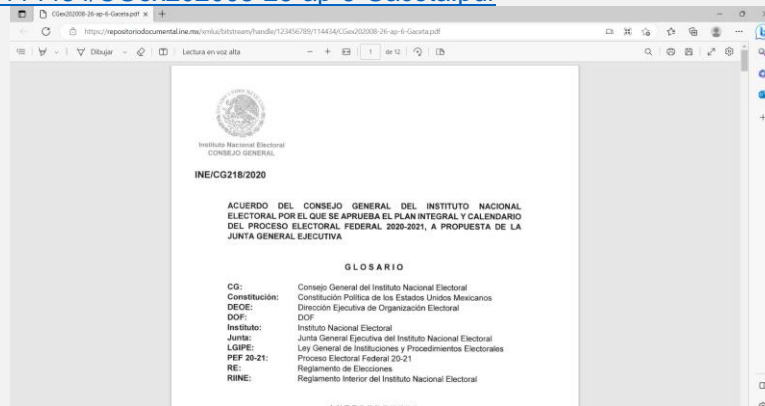 CGex202008-26-ap-6-Gaceta.pdf
https://repositoriodocumental.ine.mx/xmlui/bitstream/handle/123456789/114434/CGex202008-26-ap-6-Gaceta.pdf
Dibujar
Lectura en voz alta
1 de 12
Instituto Nacional Electoral
CONSEJO GENERAL
INE/CG218/2020
ACUERDO DEL CONSEJO GENERAL DEL INSTITUTO NACIONAL
ELECTORAL POR EL QUE SE APRUEBA EL PLAN INTEGRAL Y CALENDARIO
DEL PROCESO ELECTORAL FEDERAL 2020-2021, A PROPUESTA DE LA
JUNTA GENERAL EJECUTIVA
GLOSARIO
CG: Consejo General del Instituto Nacional Electoral
Constitución: Constitución Política de los Estados Unidos Mexicanos
DEOE: Dirección Ejecutiva de Organización Electoral
DOF: DOF
Instituto: Instituto Nacional Electoral
Junta: Junta General Ejecutiva del Instituto Nacional Electoral
LGIPE: Ley General de Instituciones y Procedimientos Electorales
PEF 20-21: Proceso Electoral Federal 20-21
RE: Reglamento de Elecciones
RIINE: Reglamento Interior del Instituto Nacional Electoral